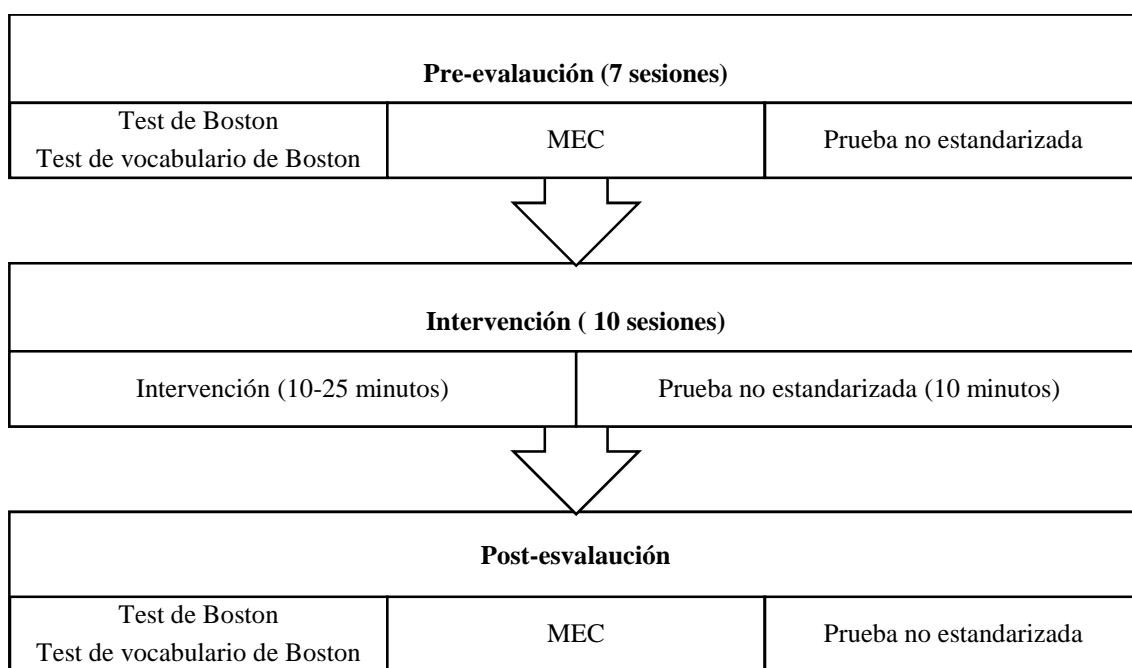 Pre-evalaución (7 sesiones)
Test de Boston
Test de vocabulario de Boston
MEC
Prueba no estandarizada
Intervención ( 10 sesiones)
Intervención (10-25 minutos)
Prueba no estandarizada (10 minutos)
Post-esvalaución
Test de Boston
Test de vocabulario de Boston
MEC
Prueba no estandarizada